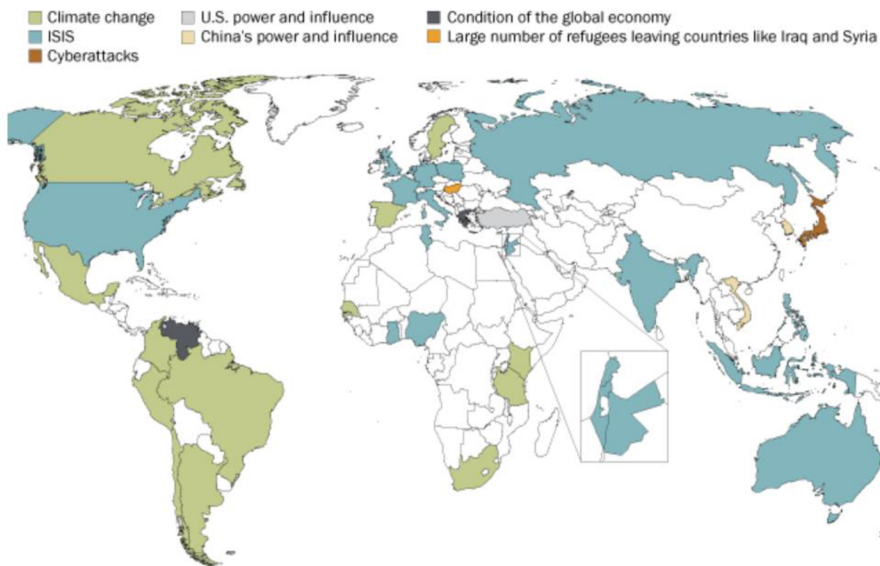 Climate change
ISIS
Cyberattacks
U.S. power and influence
China's power and influence
Condition of the global economy
Large number of refugees leaving countries like Iraq and Syria